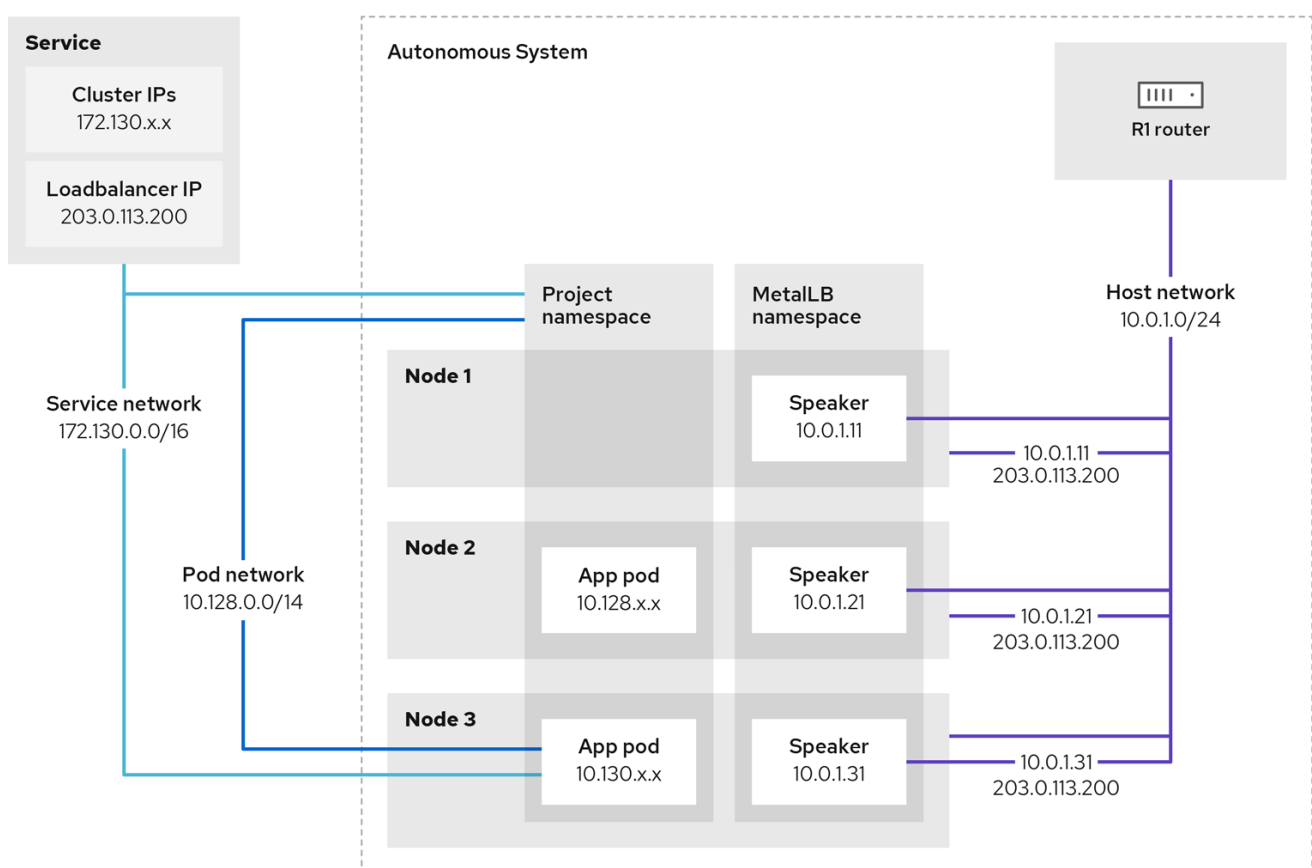 Service
Cluster IPs
172.130.x.x
Loadbalancer IP
203.0.113.200
Autonomous System
R1 router
Project
namespace
MetalLB
namespace
Host network
10.0.1.0/24
Service network
172.130.0.0/16
Pod network
10.128.0.0/14
Node 1
Speaker
10.0.1.11
10.0.1.11
203.0.113.200
Node 2
App pod
10.128.x.x
Speaker
10.0.1.21
10.0.1.21
203.0.113.200
Node 3
App pod
10.130.x.x
Speaker
10.0.1.31
10.0.1.31
203.0.113.200